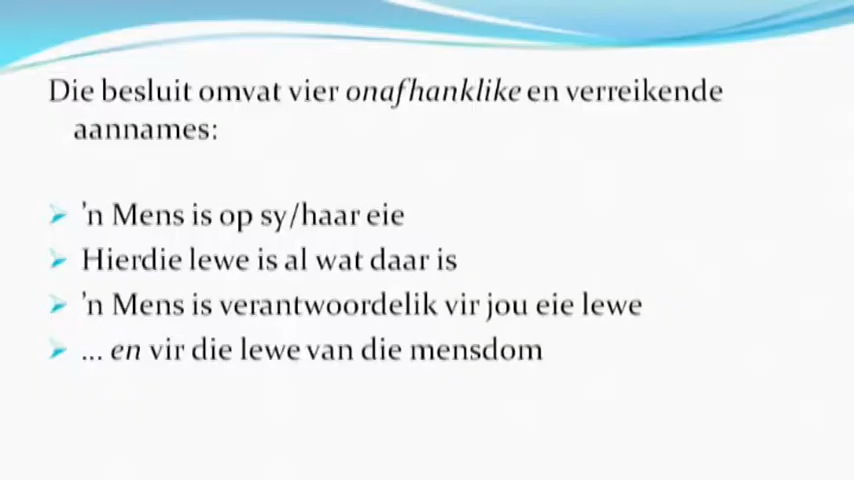 Die besluit omvat vier onafhanklike en verreikende
aannames:
’n Mens is op sy/haar eie
Hierdie lewe is al wat daar is
’n Mens is verantwoordelik vir jou eie lewe
... en vir die lewe van die mensdom